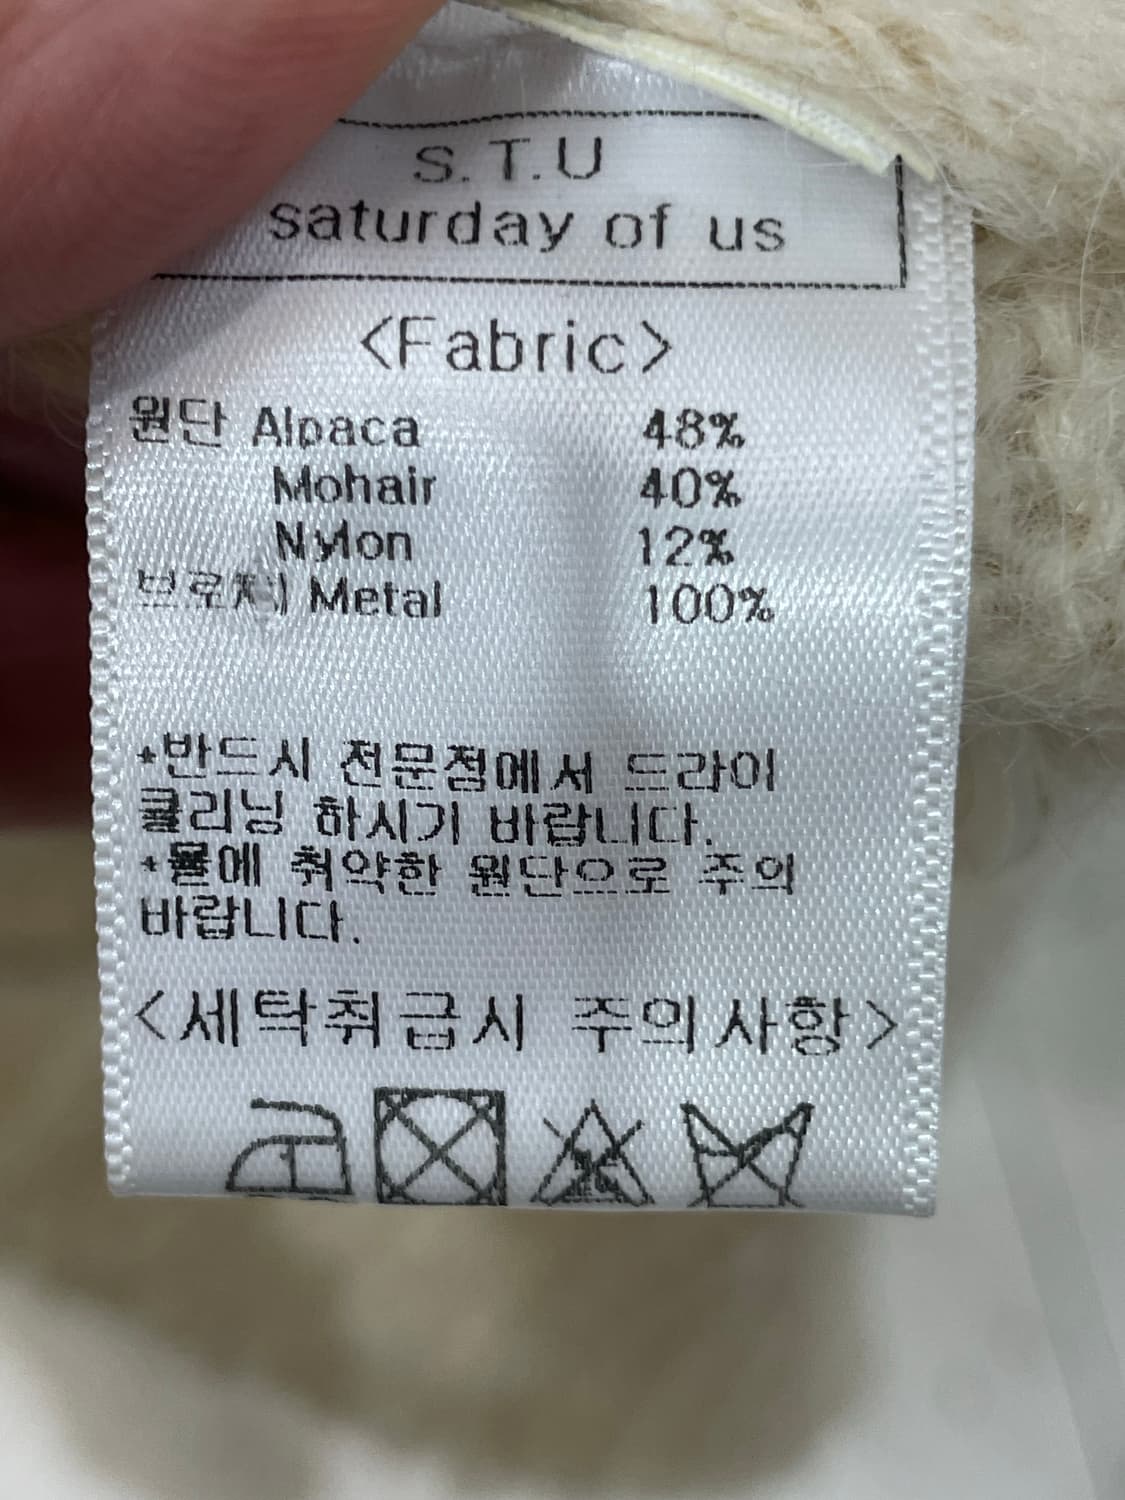 S.T.U
saturday of us
<Fabric>
원단 Alpaca 48%
Mohair 40%
Nylon 12%
브로치 Metal 100%
*반드시 전문점에서 드라이
클리닝 하시기 바랍니다.
*물에 취약한 원단으로 주의
바랍니다.
<세탁취급시 주의사항>